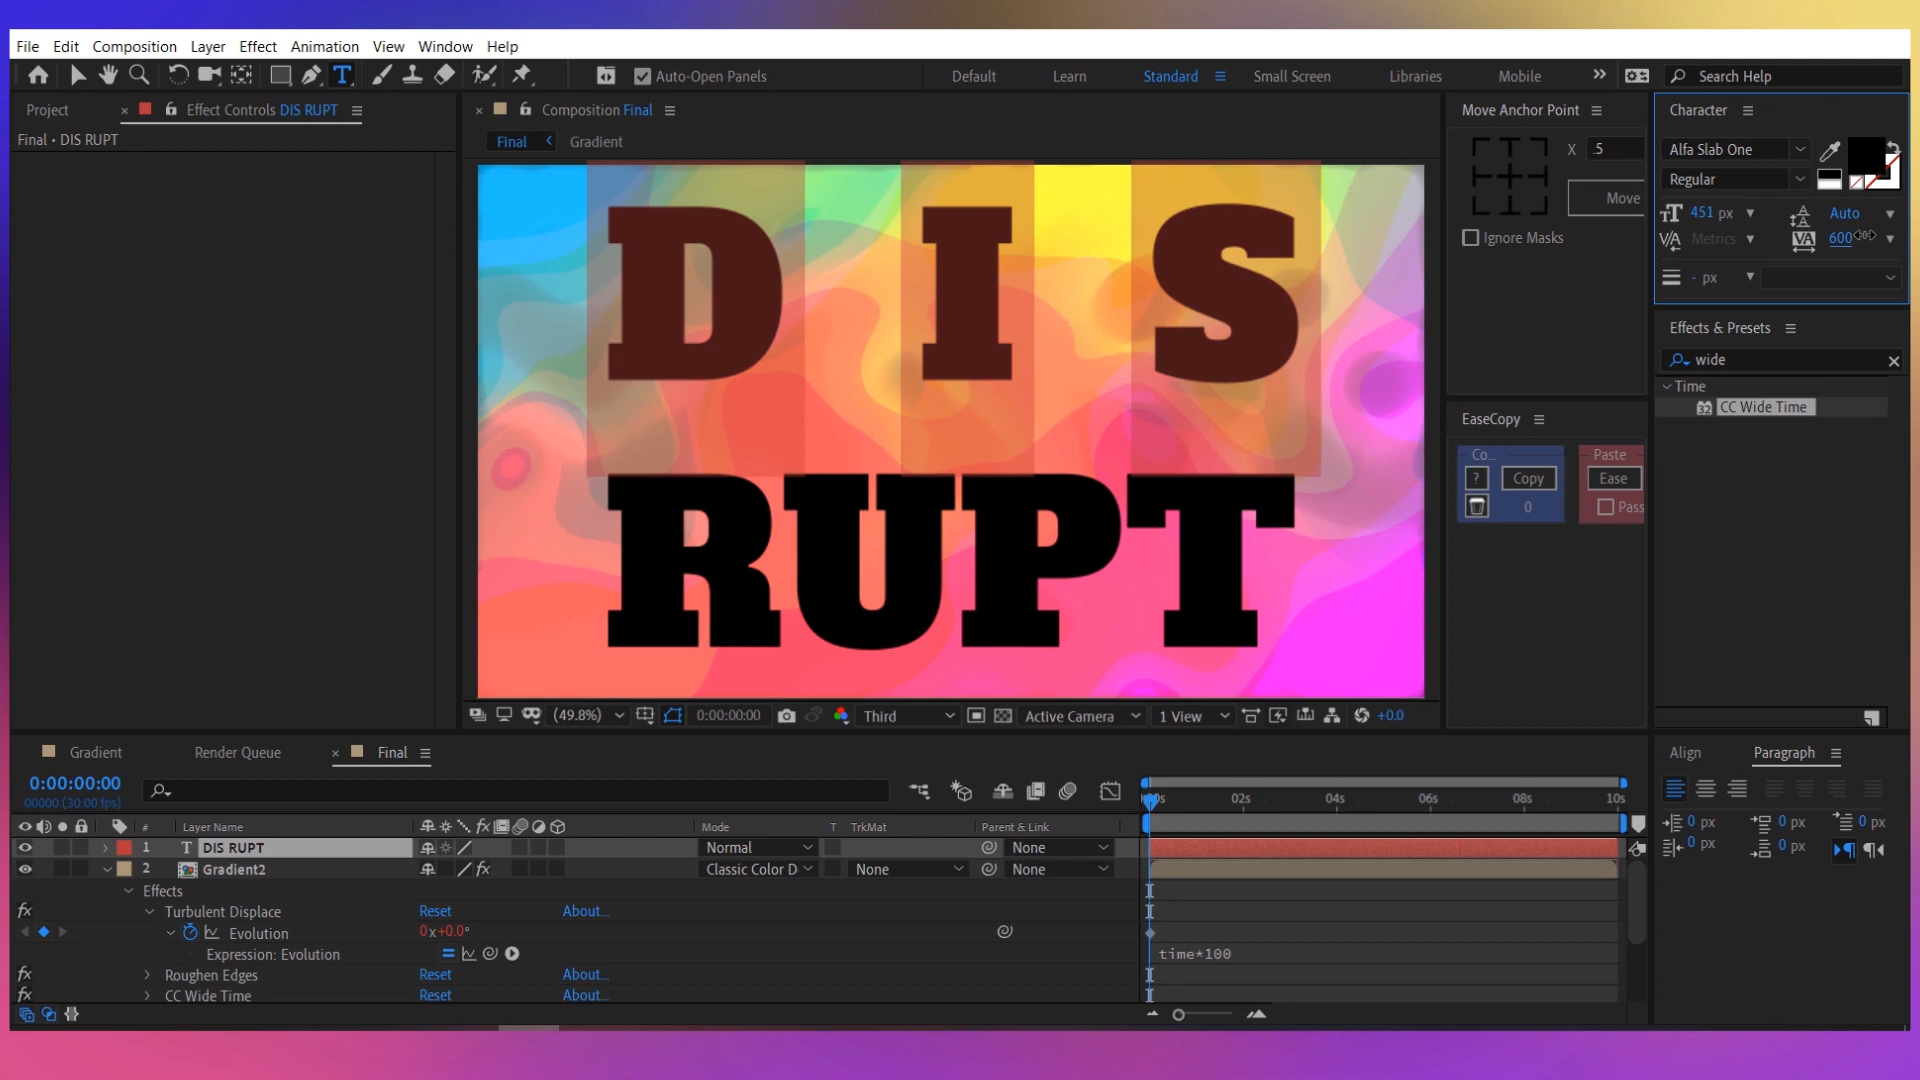 File Edit Composition Layer Effect Animation View Window Help
Auto-Open Panels Default Learn Standard Small Screen Libraries Mobile Search Help
Project Effect Controls DIS RUPT
Final • DIS RUPT
Composition Final
Final Gradient
DIS
RUPT
(49.8%) 0:00:00:00 Third Active Camera 1 View +0.0
Move Anchor Point
X .5
Move
Ignore Masks
EaseCopy
Co... Paste
? Copy Ease
0 Pass
Character
Alfa Slab One
Regular
451 px Auto
Metrics 600
- px
Effects & Presets
wide
Time
32 CC Wide Time
Gradient Render Queue Final
0:00:00:00
00000 (30.00 fps)
02s 04s 06s 08s 10s
# Layer Name Mode T TrkMat Parent & Link
1 T DIS RUPT Normal None
2 Gradient2 Classic Color D None None
Effects
fx Turbulent Displace Reset About...
Evolution 0x+0.0°
Expression: Evolution time*100
fx Roughen Edges Reset About...
fx CC Wide Time Reset About...
Align Paragraph
0 px 0 px 0 px
0 px 0 px